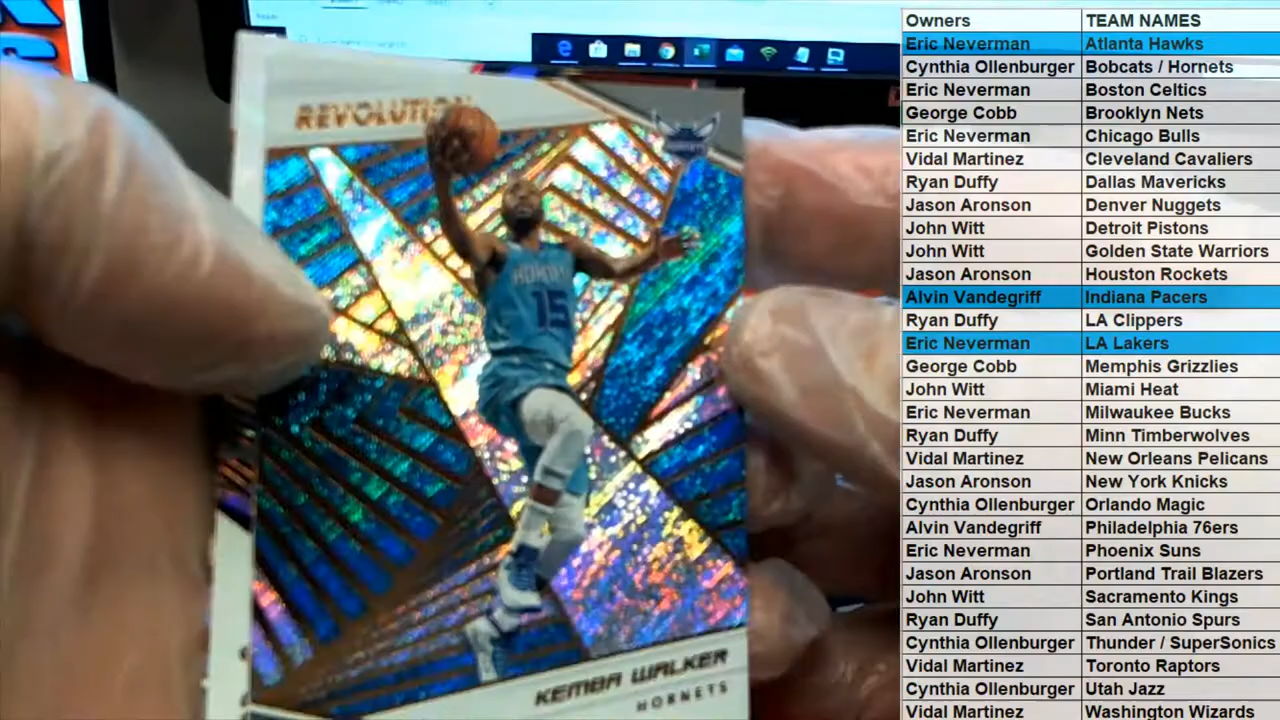 REVOLUTION
HORNETS
15
KEMBA WALKER
HORNETS
Owners TEAM NAMES
Eric Neverman Atlanta Hawks
Cynthia Ollenburger Bobcats / Hornets
Eric Neverman Boston Celtics
George Cobb Brooklyn Nets
Eric Neverman Chicago Bulls
Vidal Martinez Cleveland Cavaliers
Ryan Duffy Dallas Mavericks
Jason Aronson Denver Nuggets
John Witt Detroit Pistons
John Witt Golden State Warriors
Jason Aronson Houston Rockets
Alvin Vandegriff Indiana Pacers
Ryan Duffy LA Clippers
Eric Neverman LA Lakers
George Cobb Memphis Grizzlies
John Witt Miami Heat
Eric Neverman Milwaukee Bucks
Ryan Duffy Minn Timberwolves
Vidal Martinez New Orleans Pelicans
Jason Aronson New York Knicks
Cynthia Ollenburger Orlando Magic
Alvin Vandegriff Philadelphia 76ers
Eric Neverman Phoenix Suns
Jason Aronson Portland Trail Blazers
John Witt Sacramento Kings
Ryan Duffy San Antonio Spurs
Cynthia Ollenburger Thunder / SuperSonics
Vidal Martinez Toronto Raptors
Cynthia Ollenburger Utah Jazz
Vidal Martinez Washington Wizards